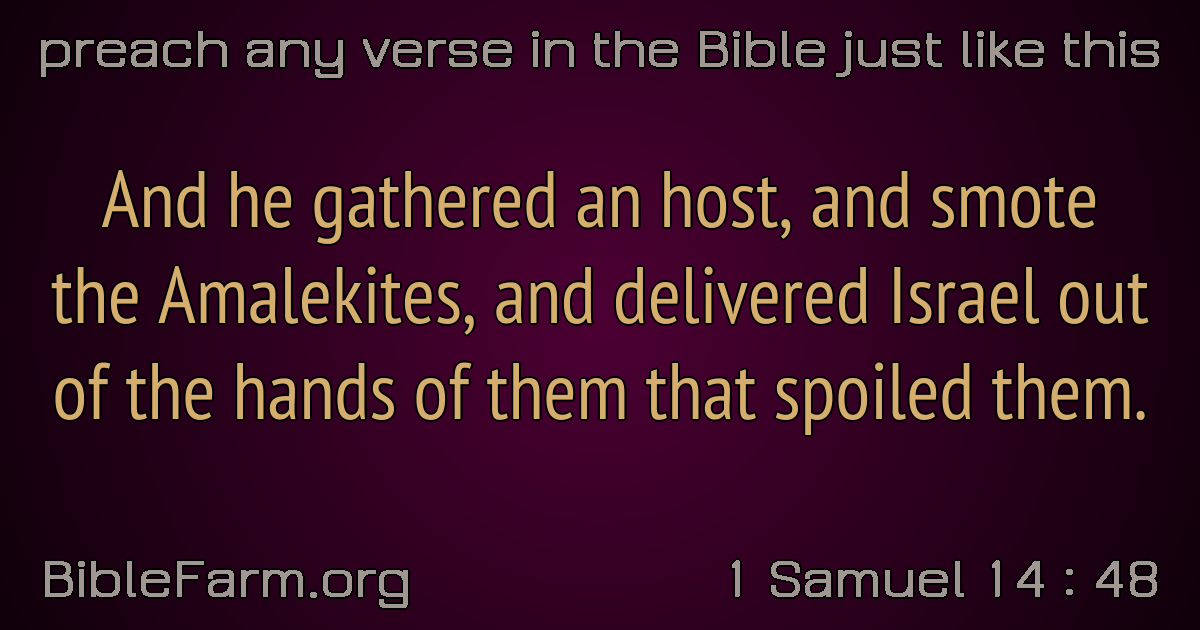 preach any verse in the Bible just like this
And he gathered an host, and smote
the Amalekites, and delivered Israel out
of the hands of them that spoiled them.
BibleFarm.org
1 Samuel 14 : 48